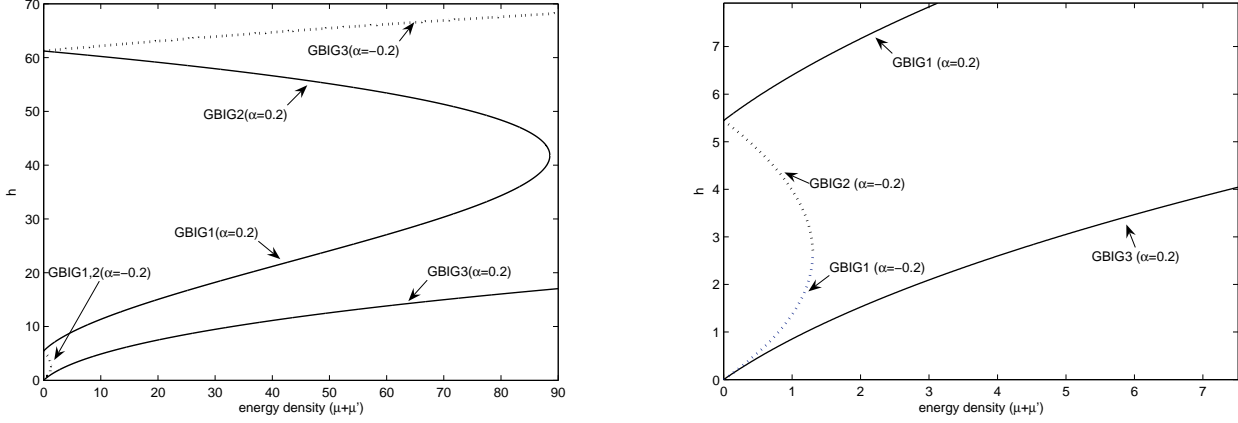 70
60
50
40
30
20
10
0
h
GBIG3(α=−0.2)
GBIG2(α=0.2)
GBIG1(α=0.2)
GBIG1,2(α=−0.2)
GBIG3(α=0.2)
0 10 20 30 40 50 60 70 80 90
energy density (μ+μ’)
7
6
5
4
3
2
1
0
h
GBIG1 (α=0.2)
GBIG2 (α=−0.2)
GBIG3 (α=0.2)
GBIG1 (α=−0.2)
0 1 2 3 4 5 6 7
energy density (μ+μ’)